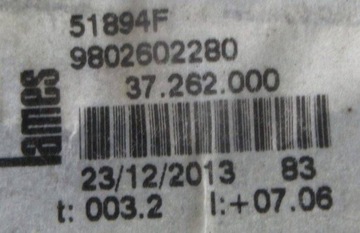 51894F
9802602280
37.262.000
lames
23/12/2013 83
t: 003.2 l:+07.06